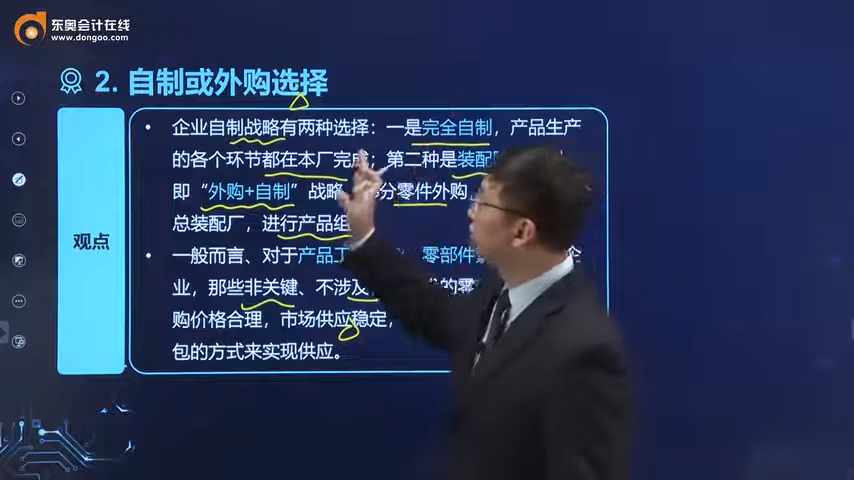 东奥会计在线
www.dongao.com
2. 自制或外购选择
观点
• 企业自制战略有两种选择：一是完全自制，产品生产
的各个环节都在本厂完成；第二种是装配
即“外购+自制”战略 分零件外购，
总装配厂，进行产品组
• 一般而言、对于产品工 零部件 企
业，那些非关键、不涉及 的零
购价格合理，市场供应稳定，
包的方式来实现供应。